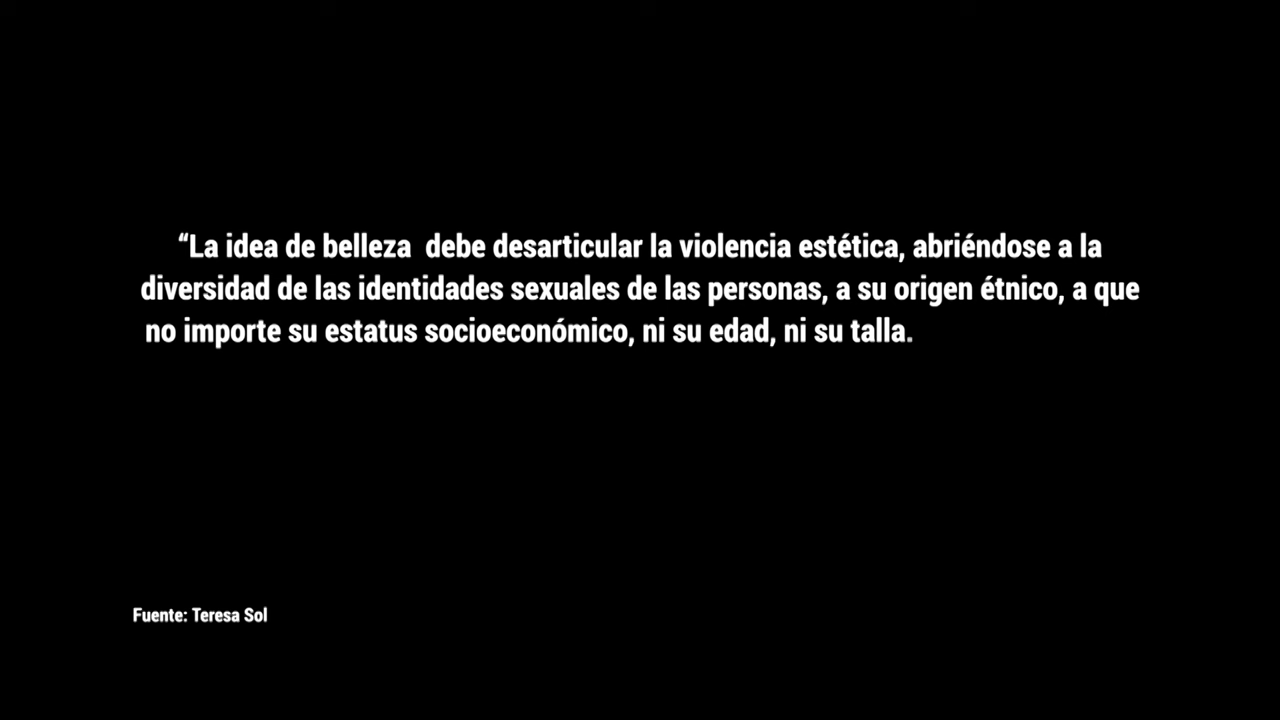 “La idea de belleza  debe desarticular la violencia estética, abriéndose a la
diversidad de las identidades sexuales de las personas, a su origen étnico, a que
no importe su estatus socioeconómico, ni su edad, ni su talla.
Fuente: Teresa Sol